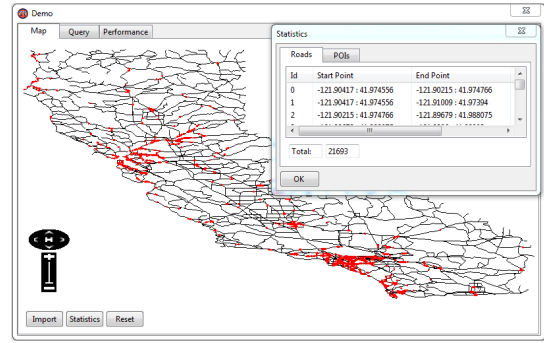 Demo
Map Query Performance
Statistics
Roads POIs
Id Start Point End Point
0 -121.90417 : 41.974556 -121.90215 : 41.974766
1 -121.90417 : 41.974556 -121.91009 : 41.97394
2 -121.90215 : 41.974766 -121.89679 : 41.988075
Total: 21693
OK
Import Statistics Reset